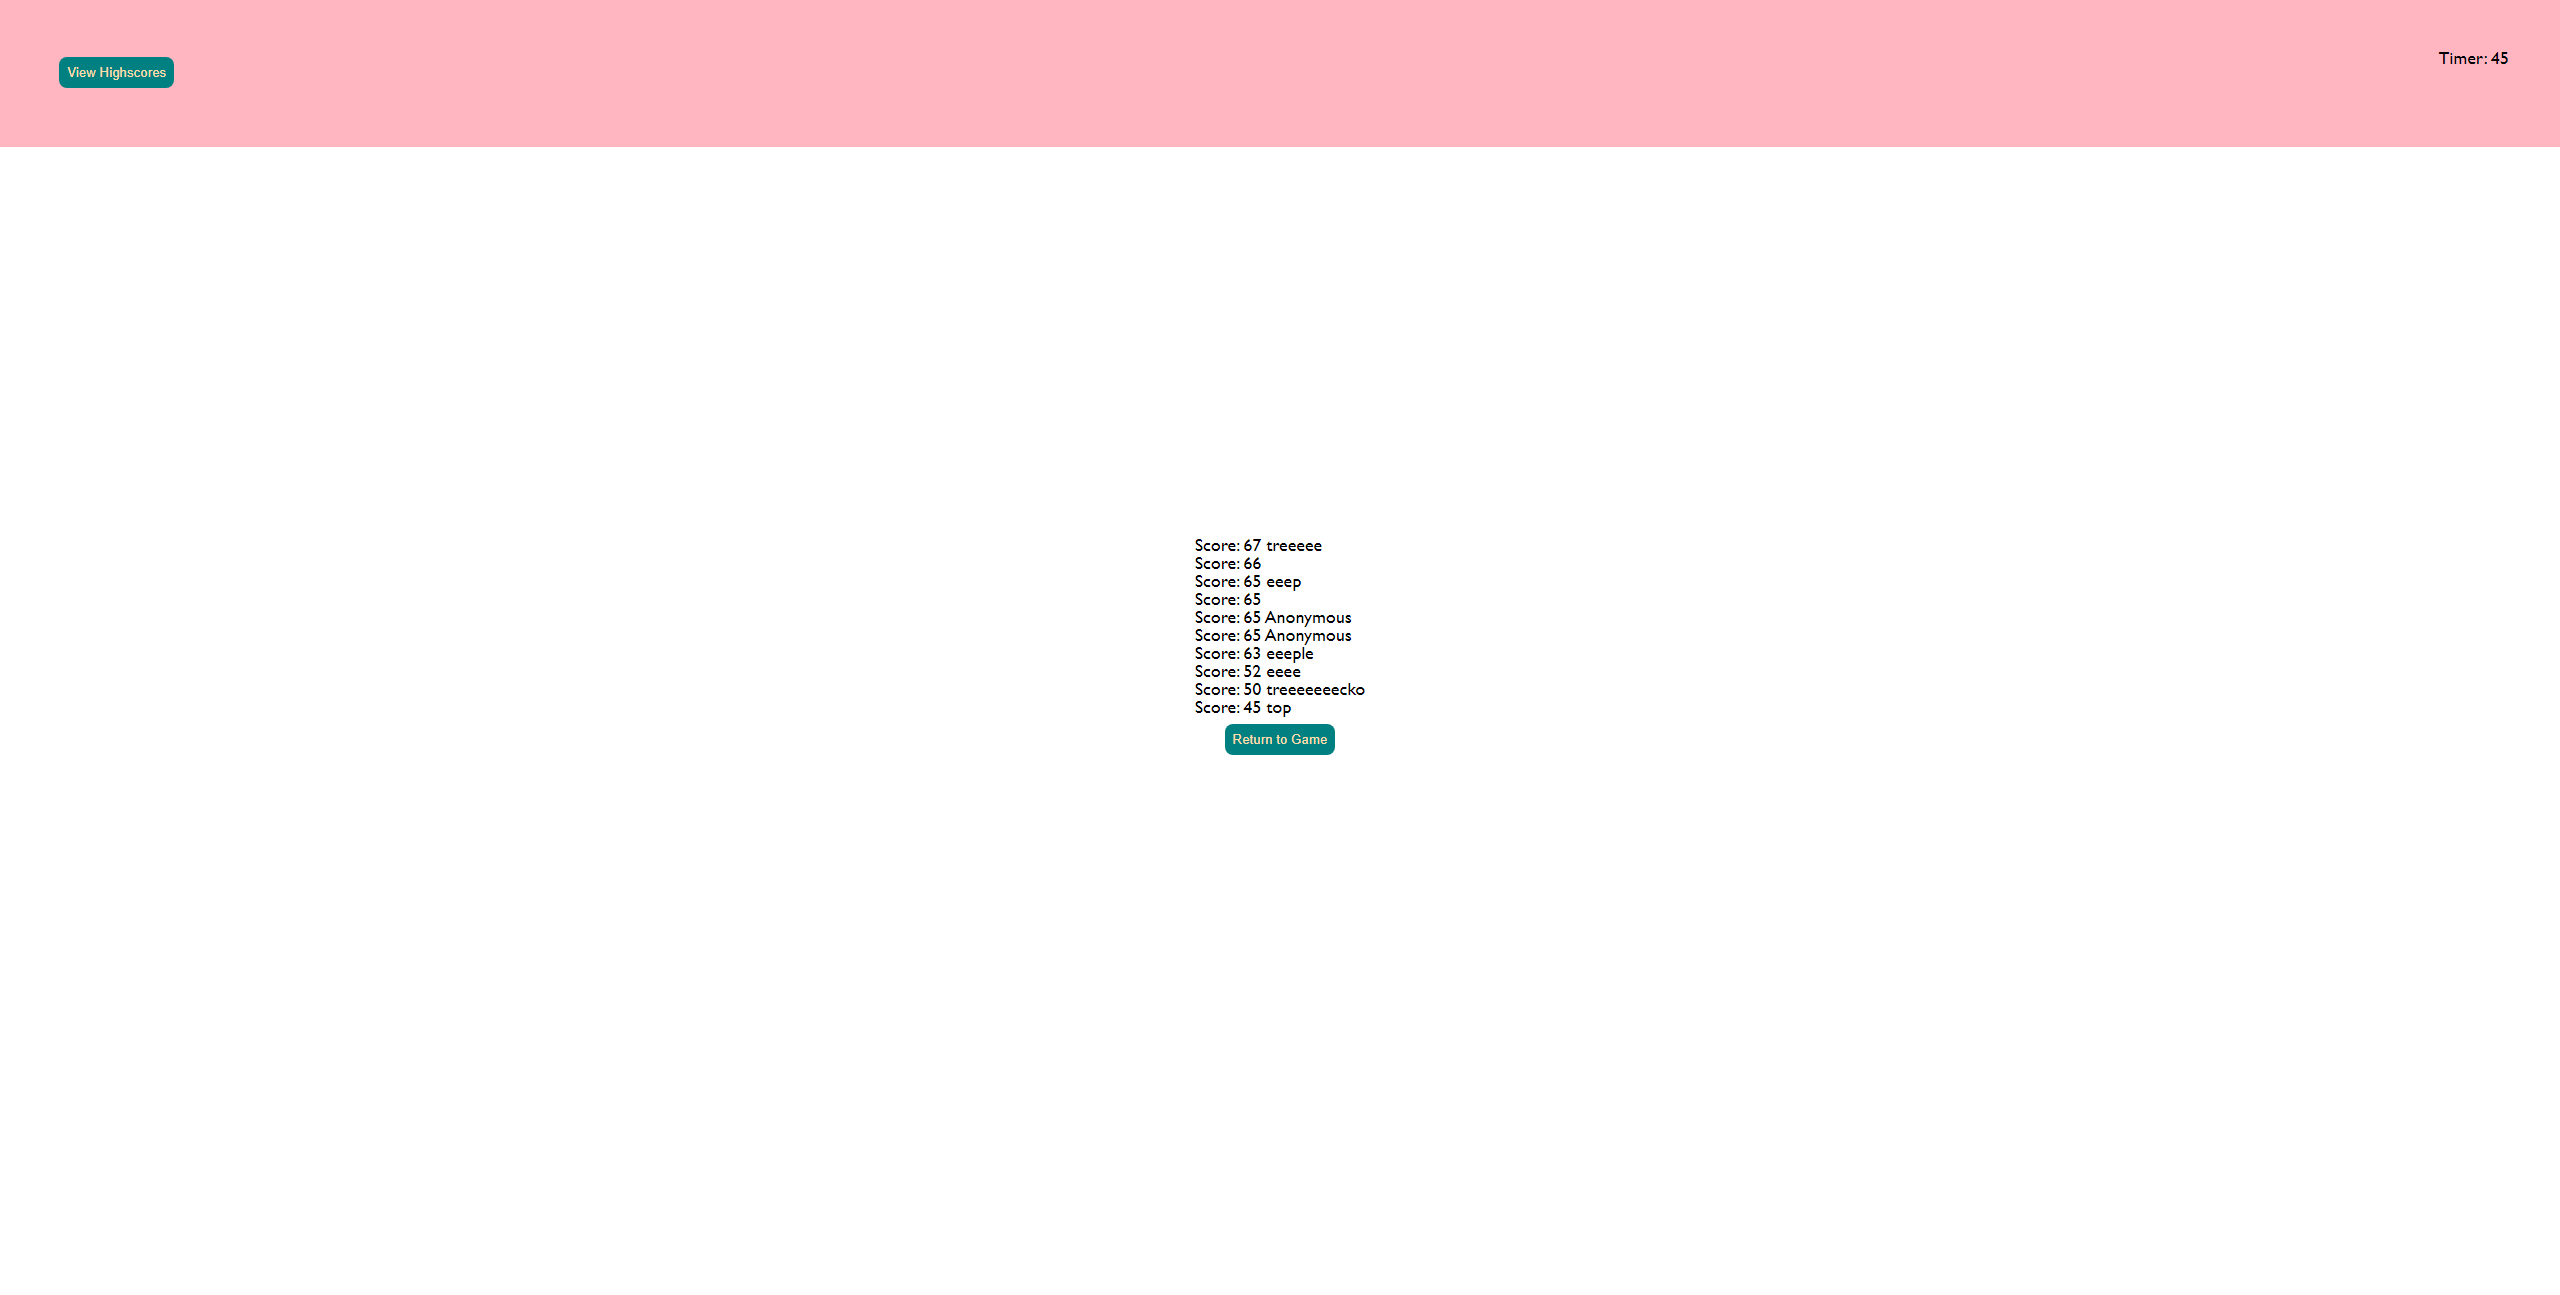 View Highscores
Timer: 45
Score: 67 treeeee
Score: 66
Score: 65 eeep
Score: 65
Score: 65 Anonymous
Score: 65 Anonymous
Score: 63 eeeple
Score: 52 eeee
Score: 50 treeeeeeecko
Score: 45 top
Return to Game